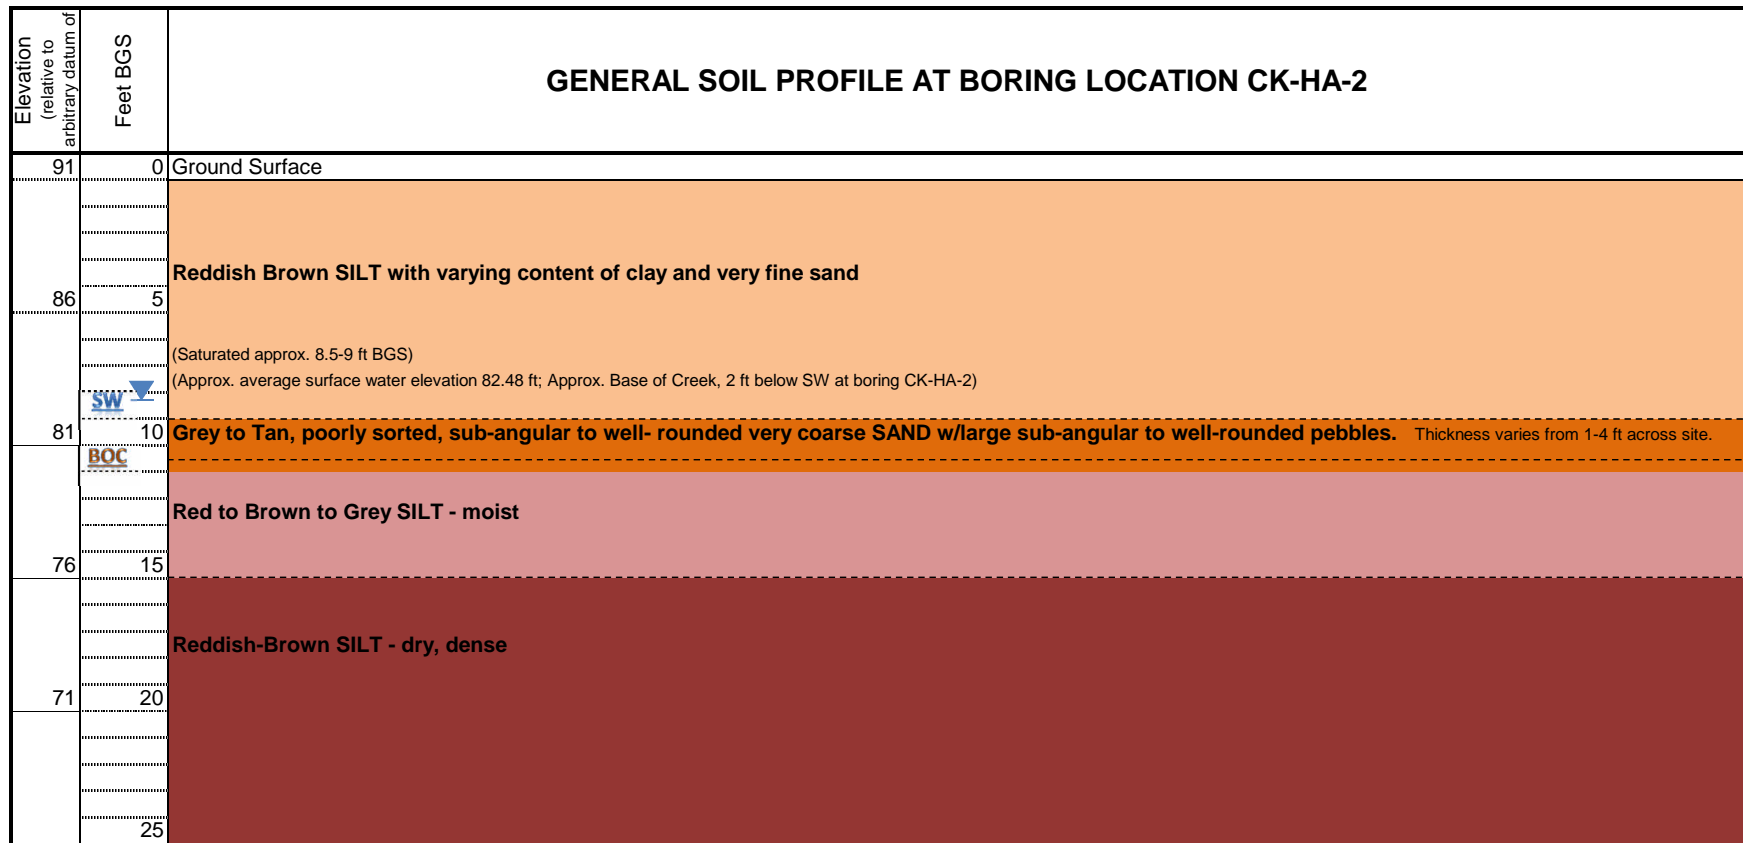 Elevation
(relative to
arbitrary datum of
Feet BGS
GENERAL SOIL PROFILE AT BORING LOCATION CK-HA-2
91 0 Ground Surface
Reddish Brown SILT with varying content of clay and very fine sand
86 5
(Saturated approx. 8.5-9 ft BGS)
(Approx. average surface water elevation 82.48 ft; Approx. Base of Creek, 2 ft below SW at boring CK-HA-2)
SW
81 10 Grey to Tan, poorly sorted, sub-angular to well- rounded very coarse SAND w/large sub-angular to well-rounded pebbles. Thickness varies from 1-4 ft across site.
BOC
Red to Brown to Grey SILT - moist
76 15
Reddish-Brown SILT - dry, dense
71 20
25